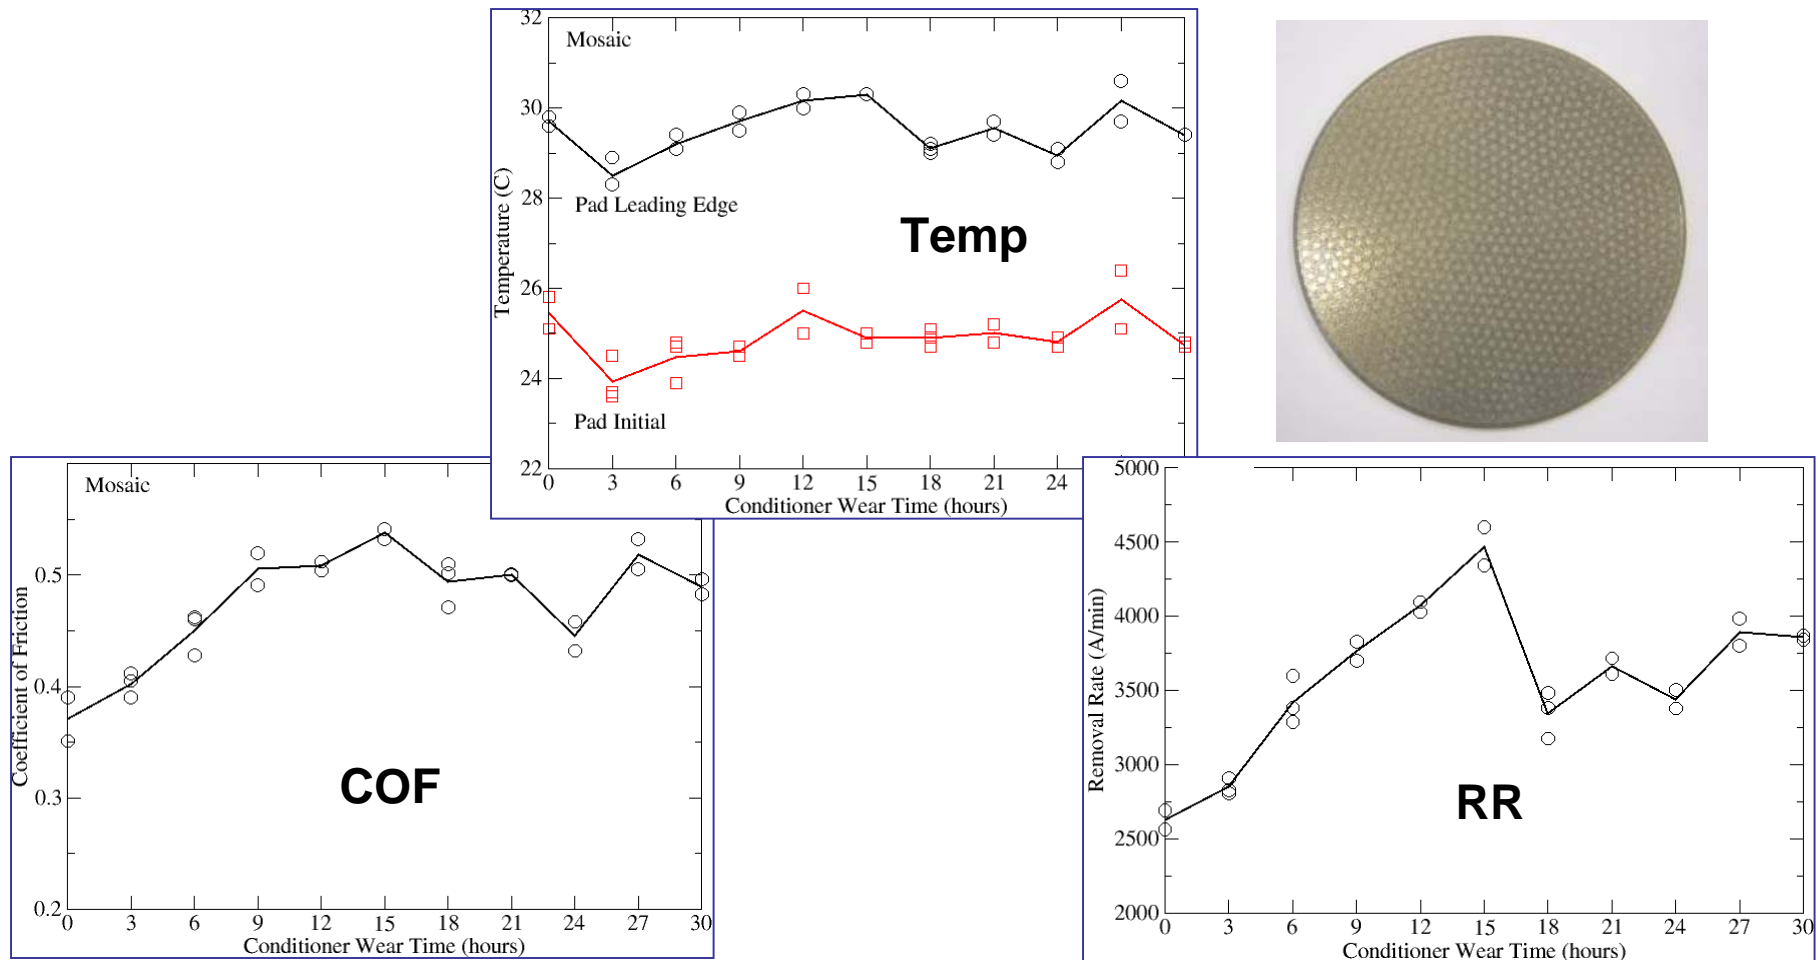 32
Mosaic
30
28
26
24
22
Temperature (C)
Pad Leading Edge
Temp
Pad Initial
0 3 6 9 12 15 18 21 24
Conditioner Wear Time (hours)
Mosaic
0.5
0.4
0.3
0.2
Coefficient of Friction
COF
0 3 6 9 12 15 18 21 24 27 30
Conditioner Wear Time (hours)
5000
4500
4000
3500
3000
2500
2000
Removal Rate (A/min)
RR
0 3 6 9 12 15 18 21 24 27 30
Conditioner Wear Time (hours)